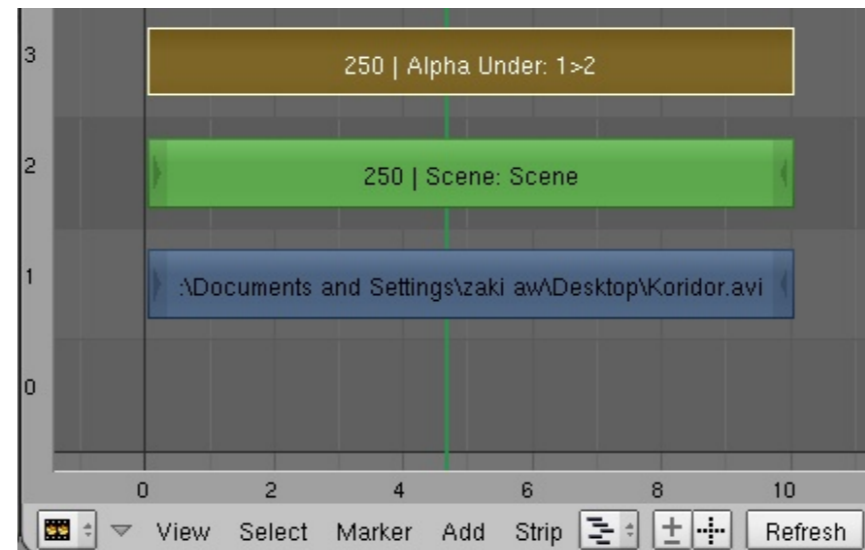 3
250 | Alpha Under: 1>2
2
250 | Scene: Scene
1
:\Documents and Settings\zaki aw\Desktop\Koridor.avi
0
0 2 4 6 8 10
View Select Marker Add Strip Refresh